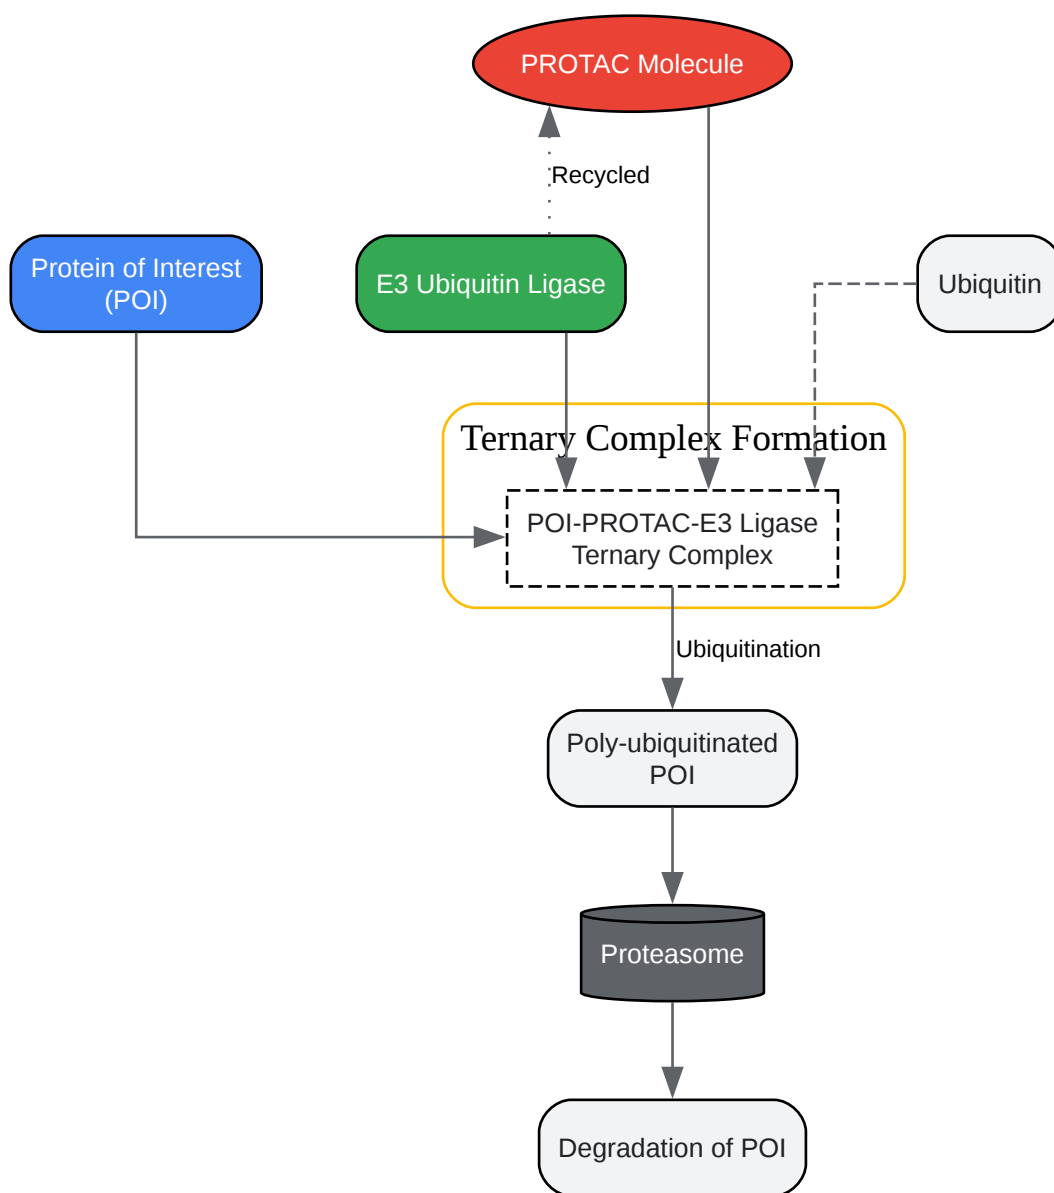 PROTAC Molecule
Recycled
Protein of Interest
(POI)
E3 Ubiquitin Ligase
Ubiquitin
Ternary Complex Formation
POI-PROTAC-E3 Ligase
Ternary Complex
Ubiquitination
Poly-ubiquitinated
POI
Proteasome
Degradation of POI